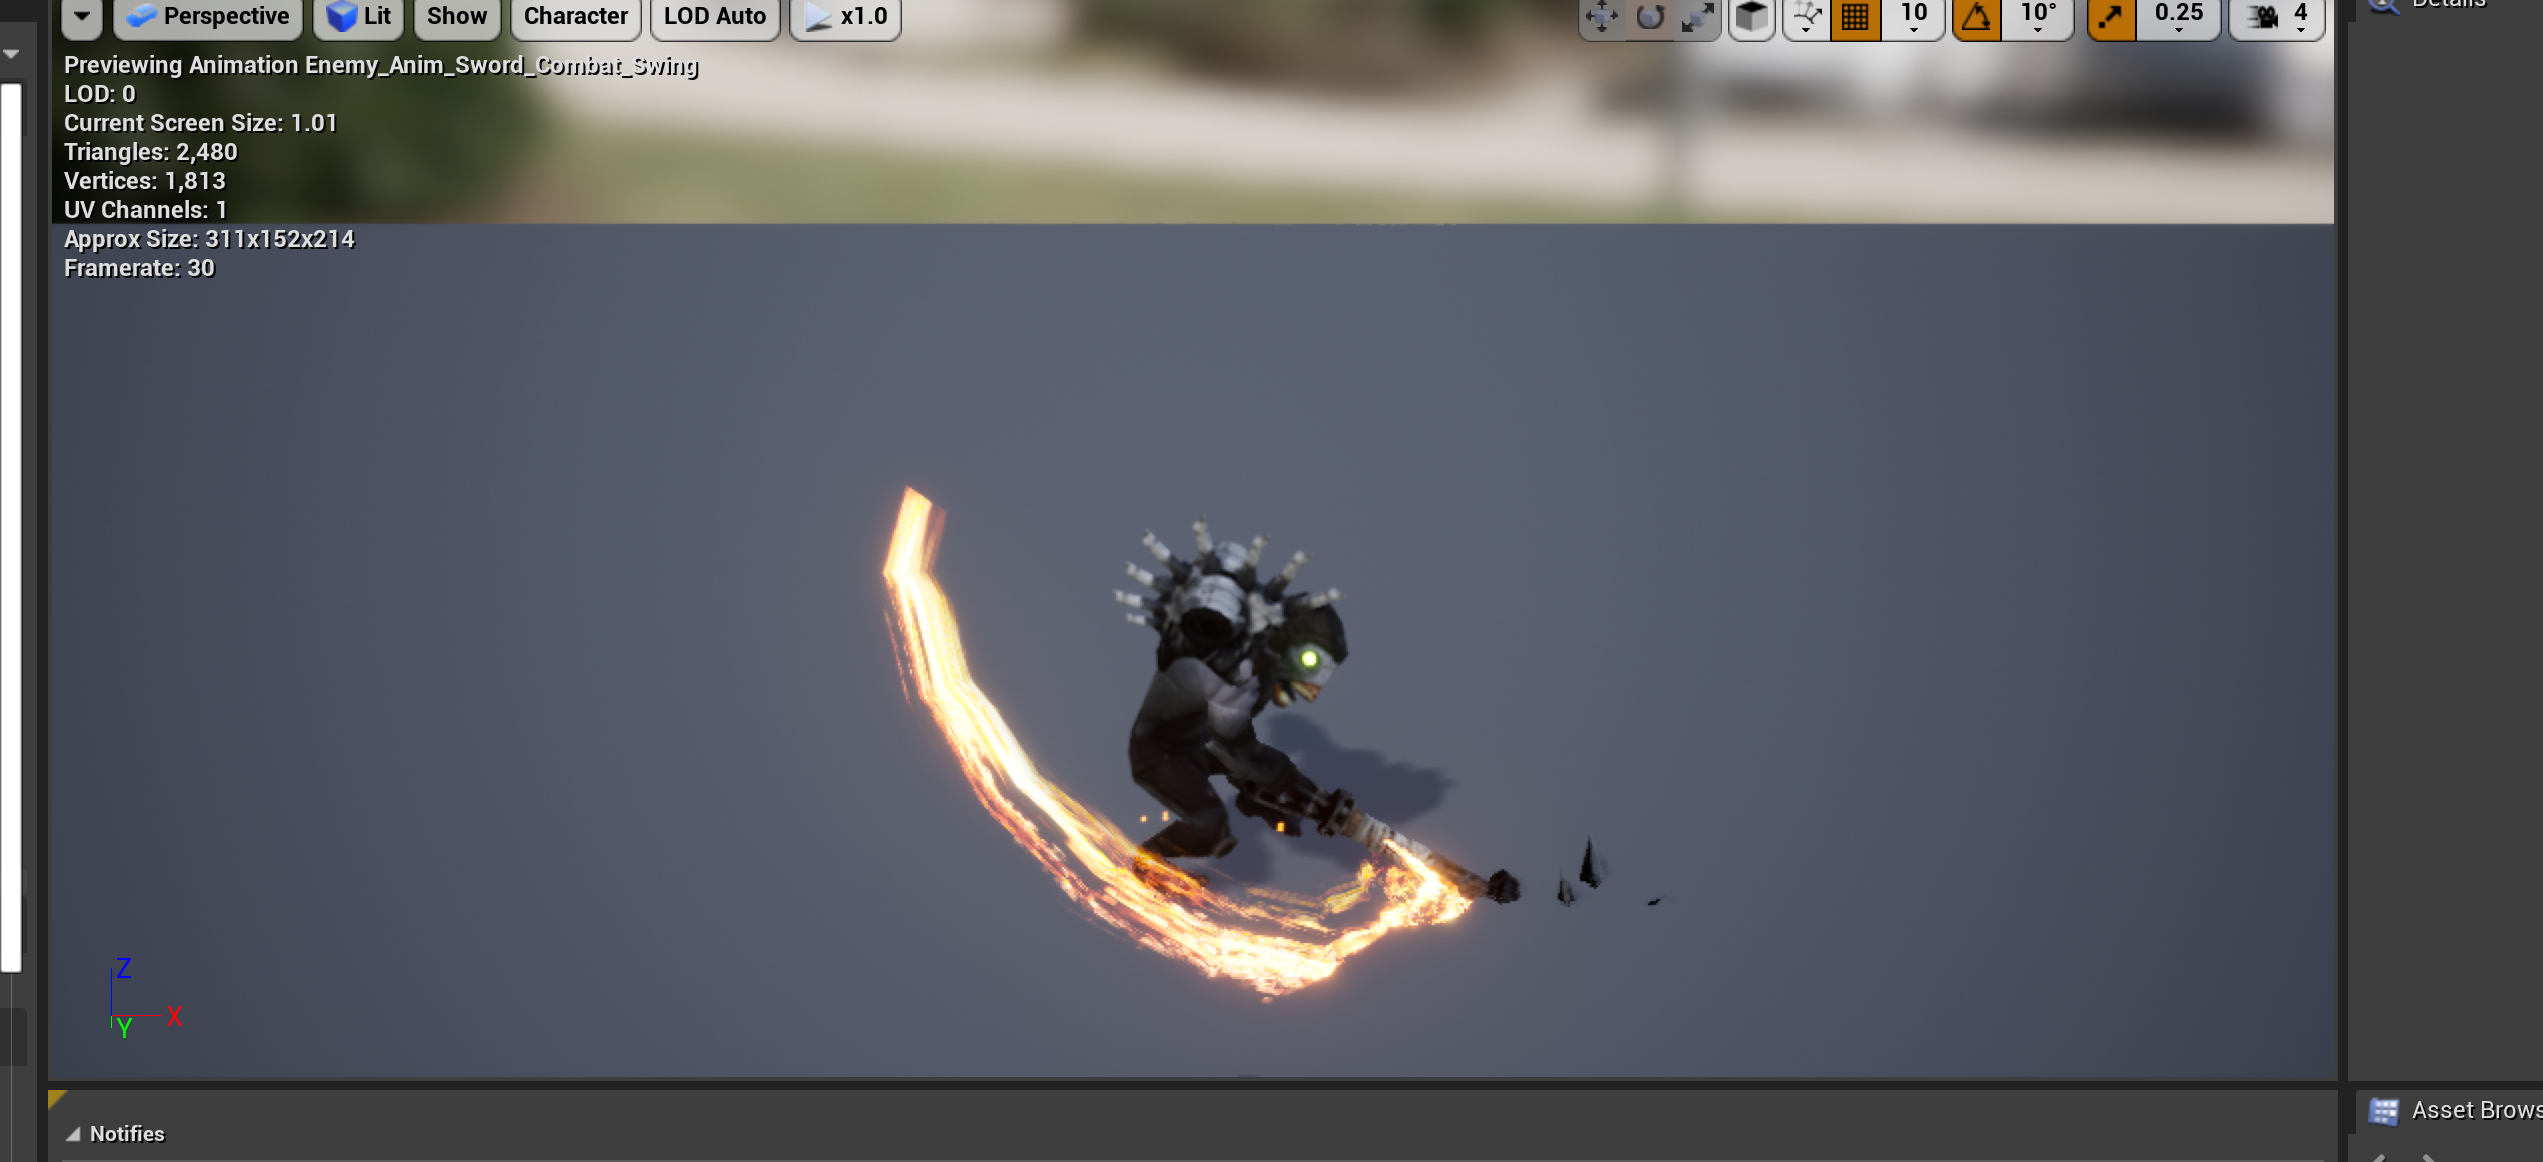 Perspective
Lit
Show
Character
LOD Auto
x1.0
10
10°
0.25
4
Details
Previewing Animation Enemy_Anim_Sword_Combat_Swing
LOD: 0
Current Screen Size: 1.01
Triangles: 2,480
Vertices: 1,813
UV Channels: 1
Approx Size: 311x152x214
Framerate: 30
Z
X
Y
Notifies
Asset Brows